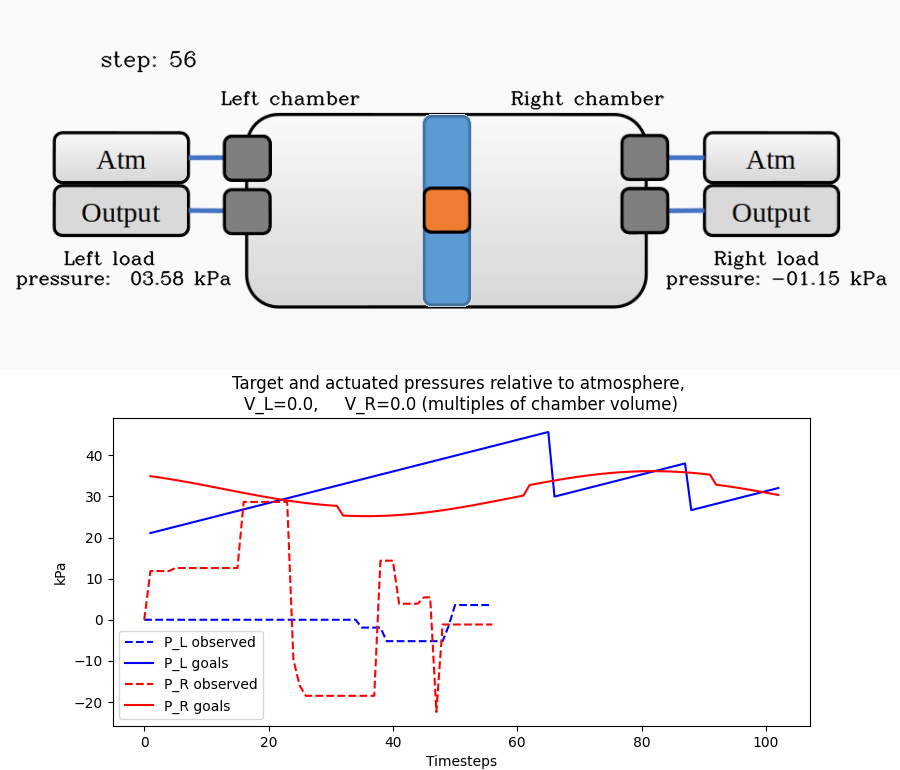 step: 56
Left chamber
Right chamber
Atm
Atm
Output
Output
Left load
pressure: 03.58 kPa
Right load
pressure: −01.15 kPa
Target and actuated pressures relative to atmosphere,
V_L=0.0, V_R=0.0 (multiples of chamber volume)
40
30
20
10
0
−10
−20
kPa
P_L observed
P_L goals
P_R observed
P_R goals
0 20 40 60 80 100
Timesteps